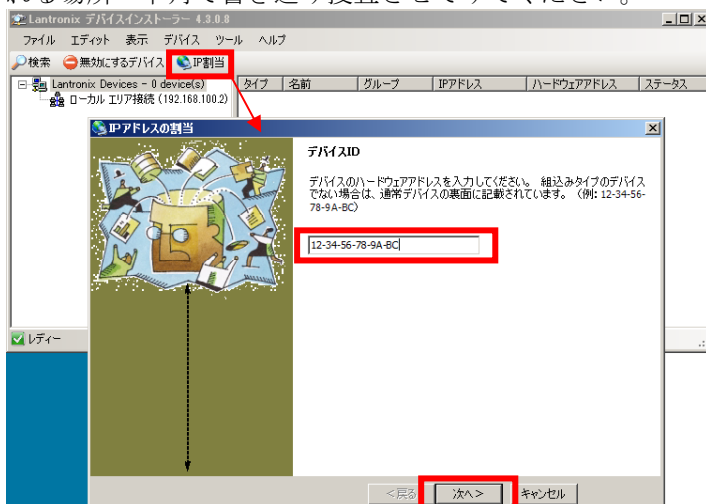 Lantronix デバイスインストーラー 4.3.0.8
ファイル エディット 表示 デバイス ツール ヘルプ
検索 無効にするデバイス IP割当
Lantronix Devices - 0 device(s) タイプ 名前 グループ IPアドレス ハードウェアアドレス ステータス
ローカル エリア接続 (192.168.100.2)
IPアドレスの割当
デバイスID
デバイスのハードウェアアドレスを入力してください。 組込みタイプのデバイス
でない場合は、通常デバイスの裏面に記載されています。 (例: 12-34-56-
78-9A-BC)
12-34-56-78-9A-BC
レディー
<戻る 次へ> キャンセル